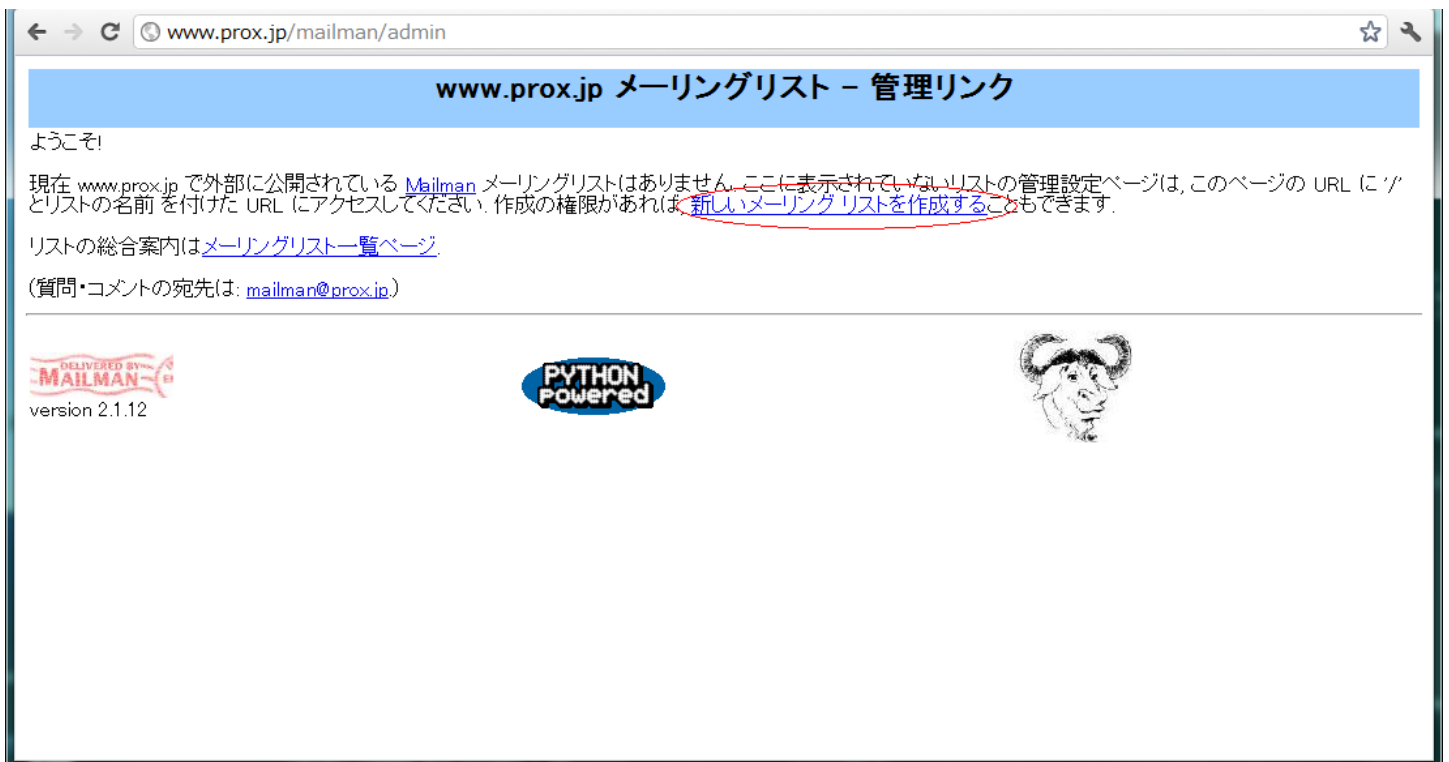 www.prox.jp/mailman/admin
www.prox.jp メーリングリスト - 管理リンク
ようこそ!
現在 www.prox.jp で外部に公開されている Mailman メーリングリストはありません. ここに表示されていないリストの管理設定ページは, このページの URL に '/'
とリストの名前 を付けた URL にアクセスしてください. 作成の権限があれば, 新しいメーリング リストを作成することもできます.
リストの総合案内はメーリングリスト一覧ページ.
(質問・コメントの宛先は: mailman@prox.jp.)
DELIVERED BY
MAILMAN
PYTHON
Powered
version 2.1.12